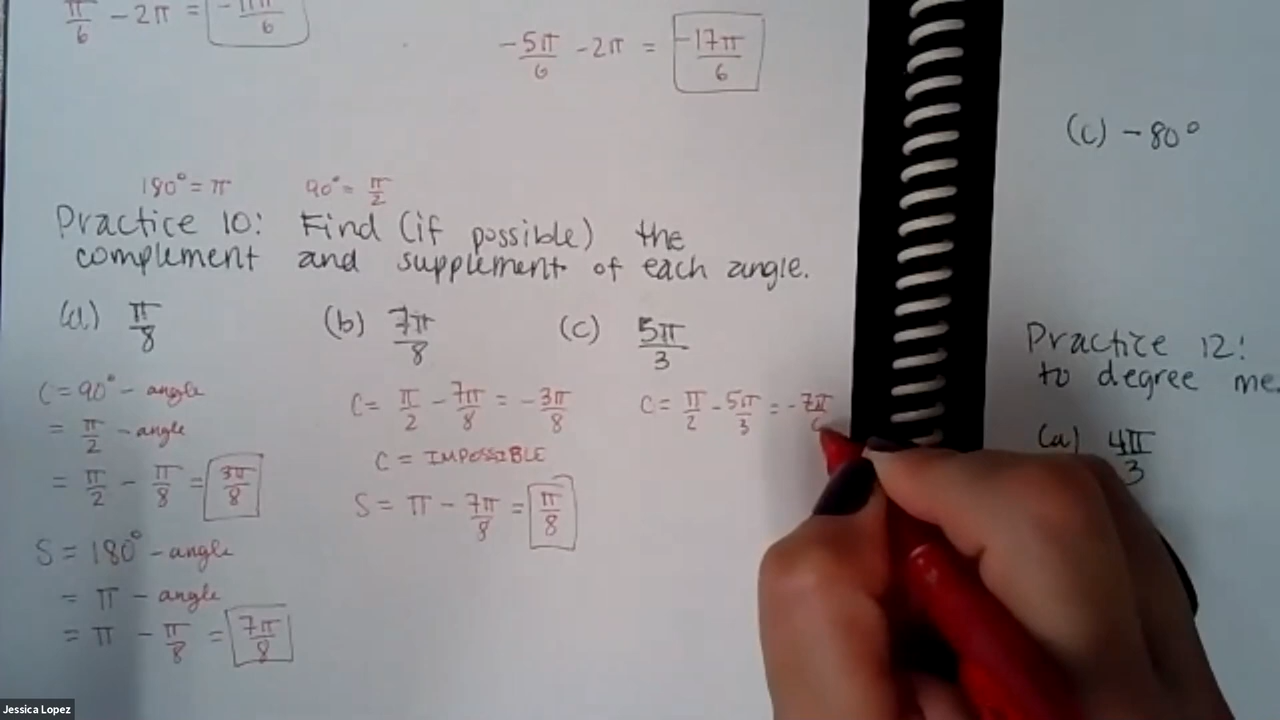 π/6 - 2π = -11π/6
-5π/6 - 2π = -17π/6
180° = π 90° = π/2
Practice 10: Find (if possible) the
complement and supplement of each angle.
(a) π/8 (b) 7π/8 (c) 5π/3
C = 90° - angle
= π/2 - angle
= π/2 - π/8 = 3π/8
S = 180° - angle
= π - angle
= π - π/8 = 7π/8
C = π/2 - 7π/8 = -3π/8
C = IMPOSSIBLE
S = π - 7π/8 = π/8
C = π/2 - 5π/3 = -7π/6
(c) -80°
Practice 12:
to degree me
(a) 4π/3
Jessica Lopez